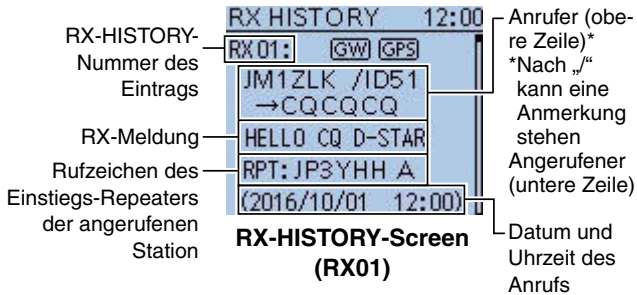 RX HISTORY 12:00
RX01: GW GPS
JM1ZLK /ID51
→CQCQCQ
HELLO CQ D-STAR
RPT:JP3YHH A
(2016/10/01 12:00)
RX-HISTORY-
Nummer des
Eintrags
RX-Meldung
Rufzeichen des
Einstiegs-Repeaters
der angerufenen
Station
Anrufer (obe-
re Zeile)*
*Nach „/“
kann eine
Anmerkung
stehen
Angerufener
(untere Zeile)
Datum und
Uhrzeit des
Anrufs
RX-HISTORY-Screen
(RX01)